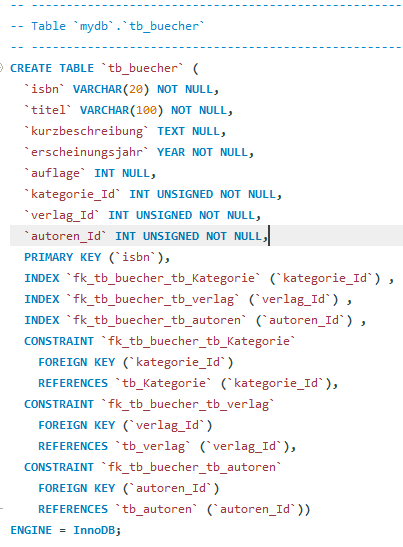 -- -----------------------------------------------------
-- Table `mydb`.`tb_buecher`
-- -----------------------------------------------------
CREATE TABLE `tb_buecher` (
  `isbn` VARCHAR(20) NOT NULL,
  `titel` VARCHAR(100) NOT NULL,
  `kurzbeschreibung` TEXT NULL,
  `erscheinungsjahr` YEAR NOT NULL,
  `auflage` INT NULL,
  `kategorie_Id` INT UNSIGNED NOT NULL,
  `verlag_Id` INT UNSIGNED NOT NULL,
  `autoren_Id` INT UNSIGNED NOT NULL,
  PRIMARY KEY (`isbn`),
  INDEX `fk_tb_buecher_tb_Kategorie` (`kategorie_Id`) ,
  INDEX `fk_tb_buecher_tb_verlag` (`verlag_Id`) ,
  INDEX `fk_tb_buecher_tb_autoren` (`autoren_Id`) ,
  CONSTRAINT `fk_tb_buecher_tb_Kategorie`
    FOREIGN KEY (`kategorie_Id`)
    REFERENCES `tb_Kategorie` (`kategorie_Id`),
  CONSTRAINT `fk_tb_buecher_tb_verlag`
    FOREIGN KEY (`verlag_Id`)
    REFERENCES `tb_verlag` (`verlag_Id`),
  CONSTRAINT `fk_tb_buecher_tb_autoren`
    FOREIGN KEY (`autoren_Id`)
    REFERENCES `tb_autoren` (`autoren_Id`))
ENGINE = InnoDB;